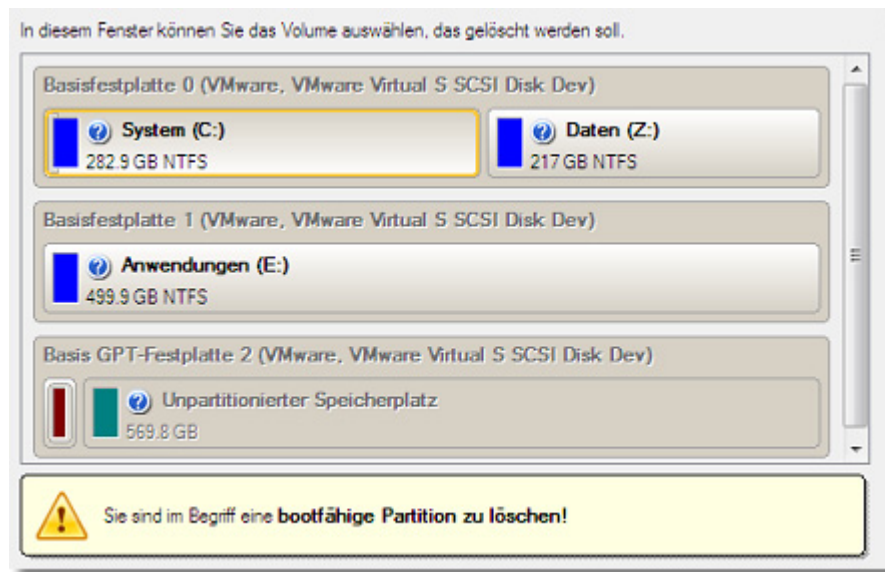 In diesem Fenster können Sie das Volume auswählen, das gelöscht werden soll.
Basisfestplatte 0 (VMware, VMware Virtual S SCSI Disk Dev)
System (C:)
282.9 GB NTFS
Daten (Z:)
217 GB NTFS
Basisfestplatte 1 (VMware, VMware Virtual S SCSI Disk Dev)
Anwendungen (E:)
499.9 GB NTFS
Basis GPT-Festplatte 2 (VMware, VMware Virtual S SCSI Disk Dev)
Unpartitionierter Speicherplatz
569.8 GB
Sie sind im Begriff eine bootfähige Partition zu löschen!